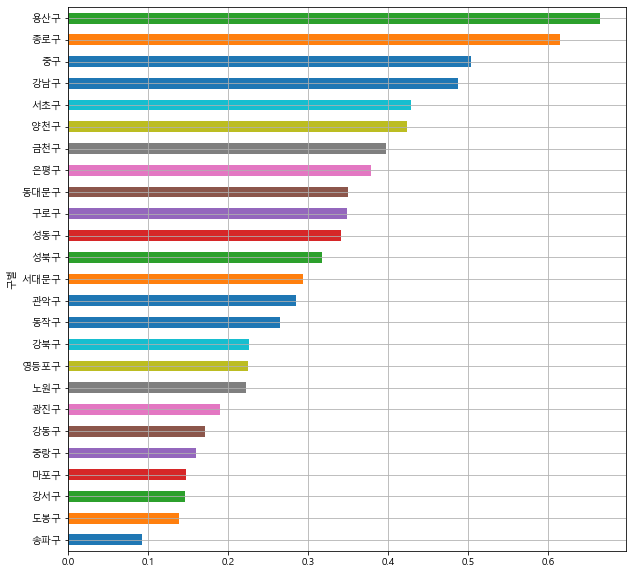 용산구
종로구
중구
강남구
서초구
양천구
금천구
은평구
동대문구
구로구
성동구
성북구
서대문구
관악구
동작구
강북구
영등포구
노원구
광진구
강동구
중랑구
마포구
강서구
도봉구
송파구
구별
0.0 0.1 0.2 0.3 0.4 0.5 0.6